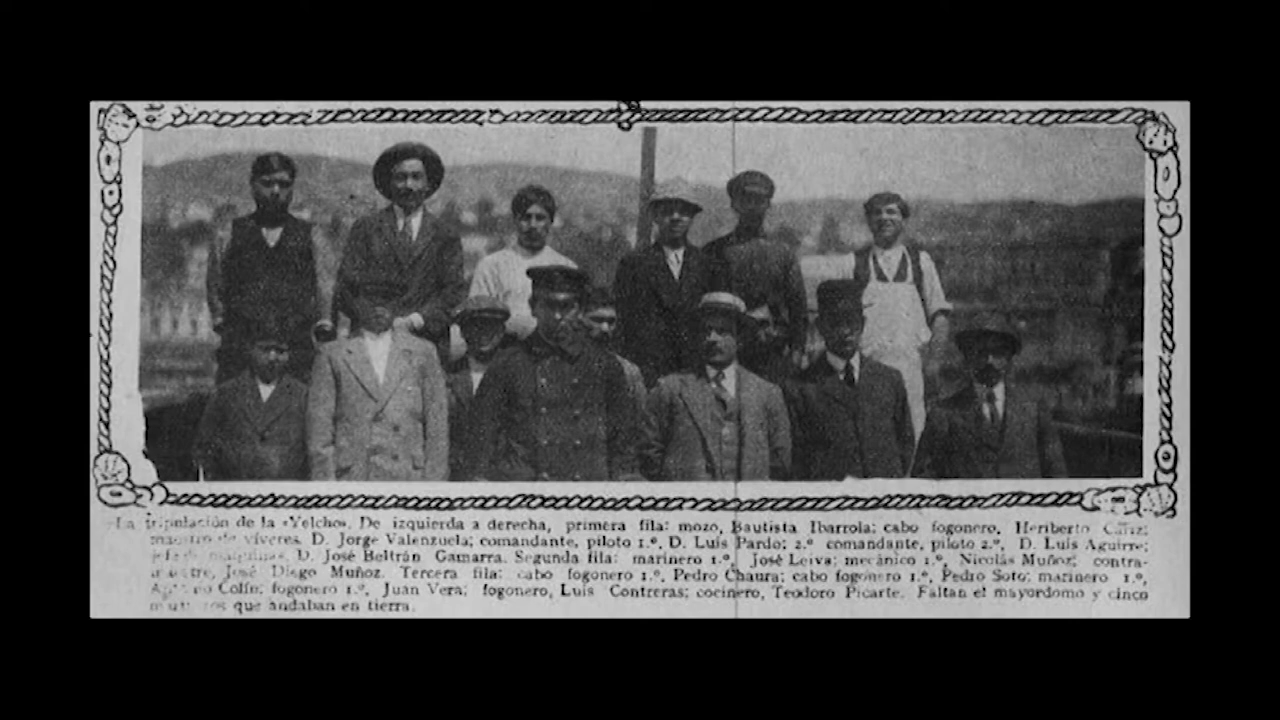 La tripulación de la «Yelcho». De izquierda a derecha, primera fila: mozo, Bautista Ibarrola; cabo fogonero, Heriberto
maestro de víveres, D. Jorge Valenzuela; comandante, piloto 1.º, D. Luis Pardo; 2.º comandante, piloto 2.º, D. Luis Aguirre;
jefe de máquinas, D. José Beltrán Gamarra. Segunda fila: marinero 1.º, José Leiva; mecánico 1.º, Nicolás Muñoz; contra-
maestre, José Diego Muñoz. Tercera fila: cabo fogonero 1.º, Pedro Chaura; cabo fogonero 1.º, Pedro Soto; marinero 1.º,
Colín; fogonero 1.º, Juan Vera; fogonero, Luis Contreras; cocinero, Teodoro Picarte. Faltan el mayordomo y cinco
que andaban en tierra.